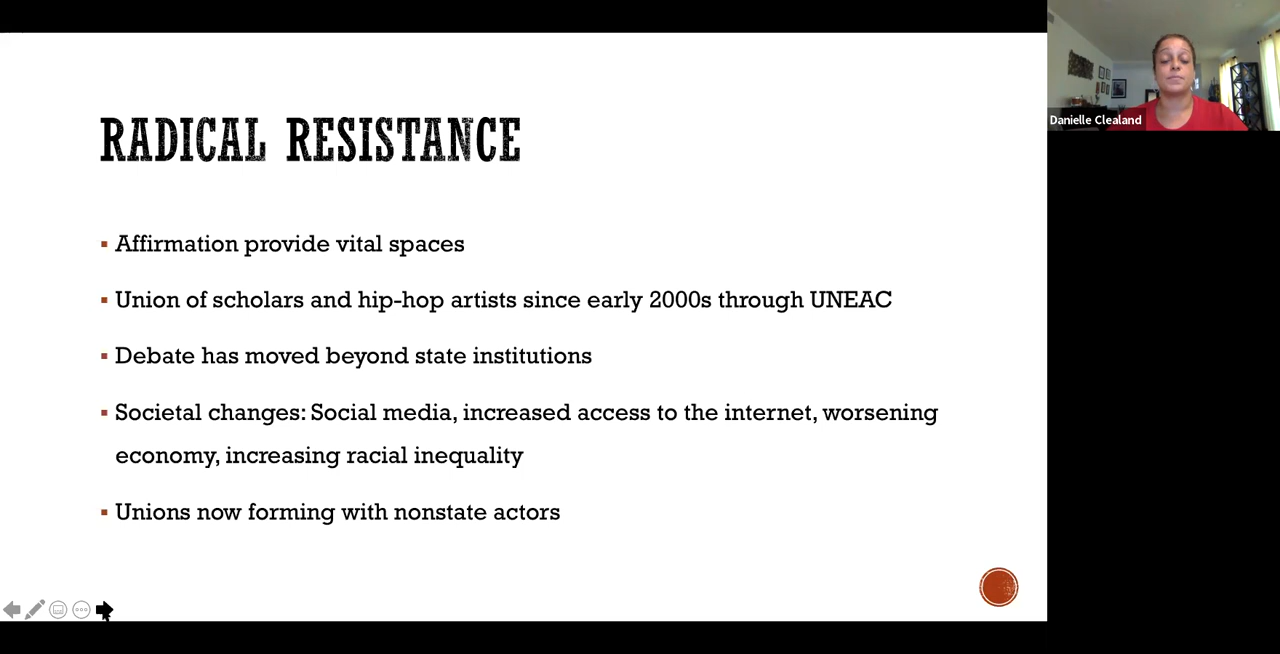 RADICAL RESISTANCE
Affirmation provide vital spaces
Union of scholars and hip-hop artists since early 2000s through UNEAC
Debate has moved beyond state institutions
Societal changes: Social media, increased access to the internet, worsening
economy, increasing racial inequality
Unions now forming with nonstate actors
Danielle Clealand